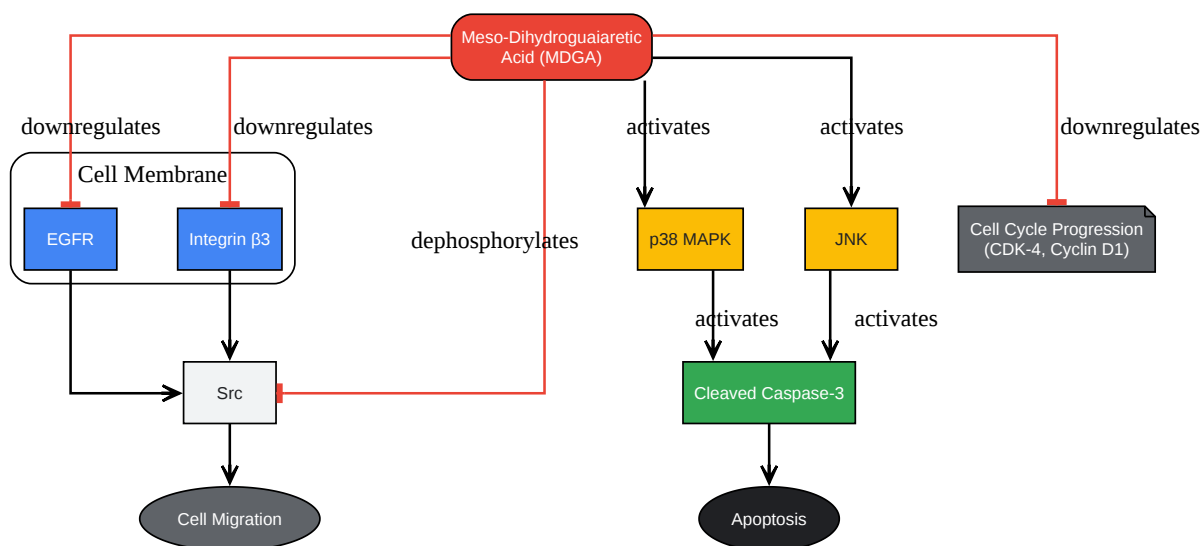 Meso-Dihydroguaiaretic
Acid (MDGA)
downregulates
downregulates
activates
activates
downregulates
Cell Membrane
EGFR
Integrin β3
dephosphorylates
p38 MAPK
JNK
Cell Cycle Progression
(CDK-4, Cyclin D1)
activates
activates
Src
Cleaved Caspase-3
Cell Migration
Apoptosis